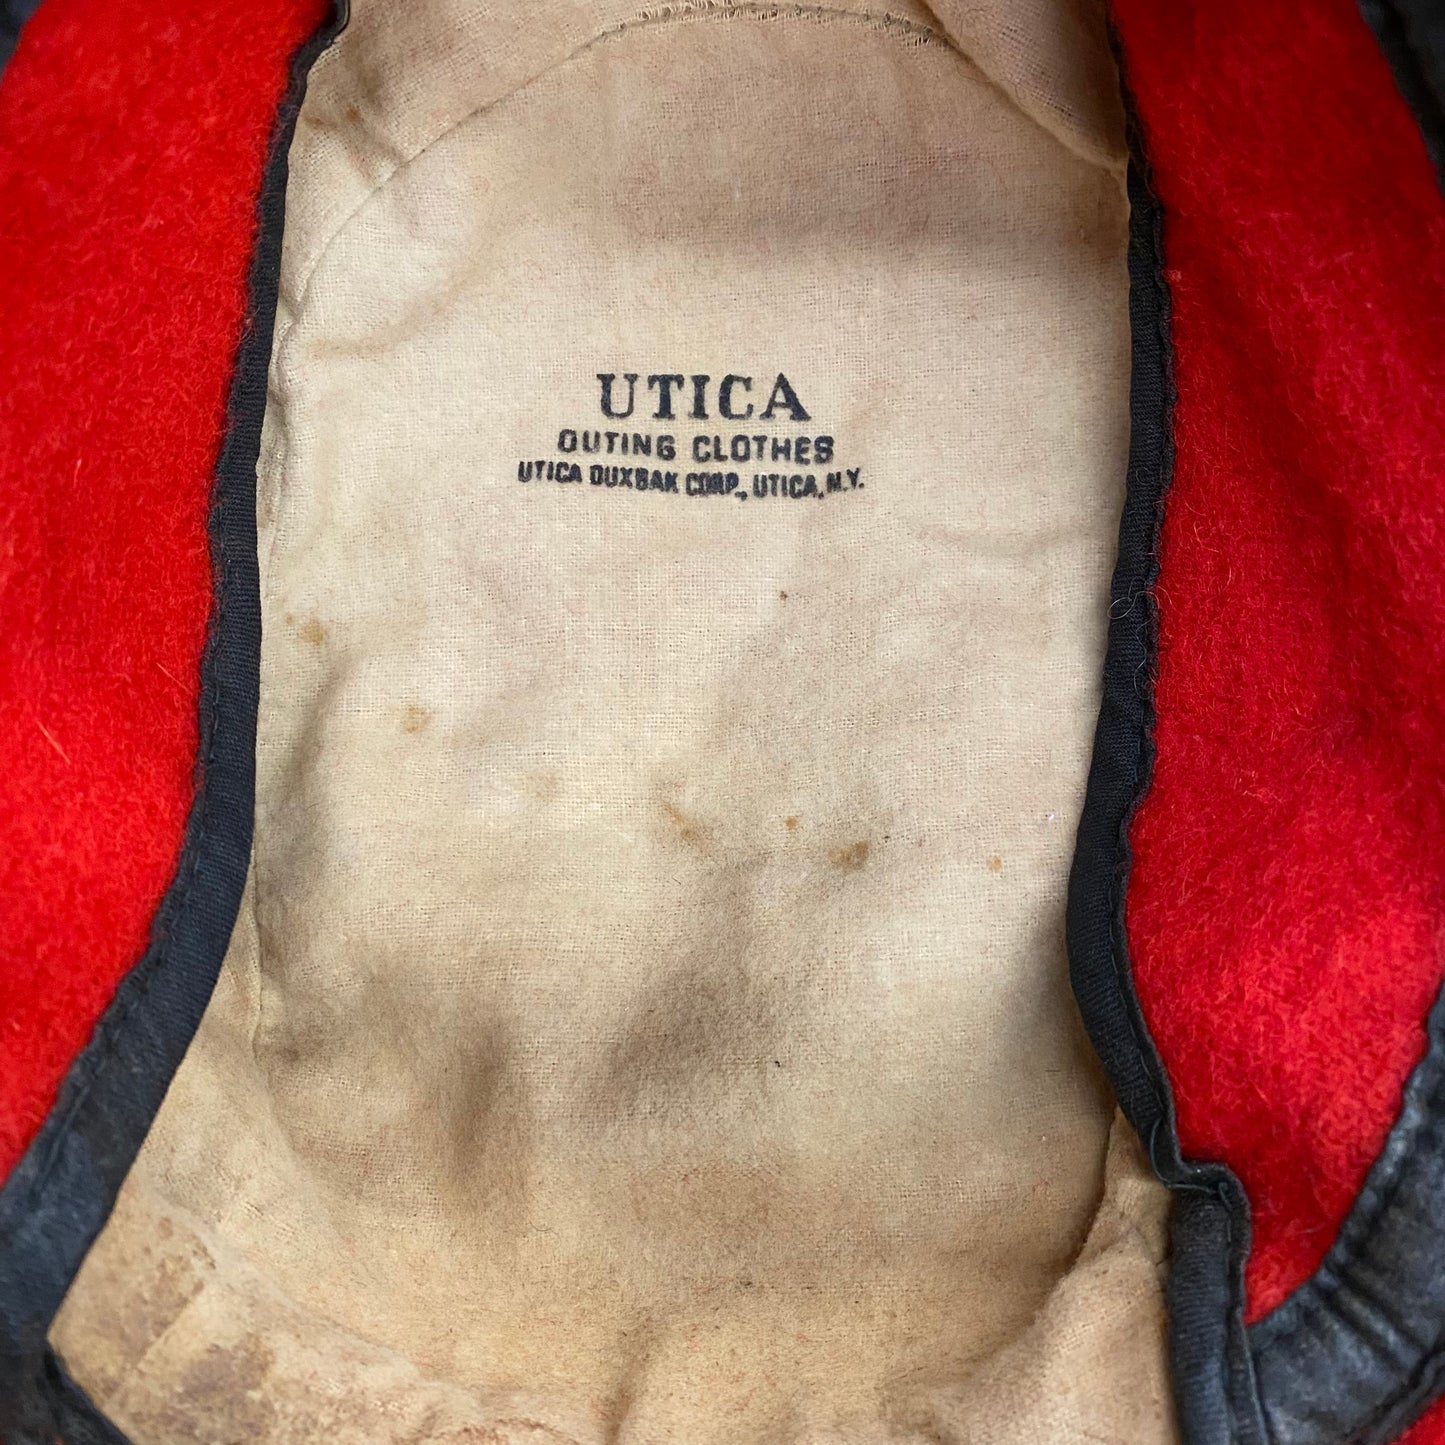 UTICA
OUTING CLOTHES
UTICA DUXBAK CORP., UTICA, N.Y.